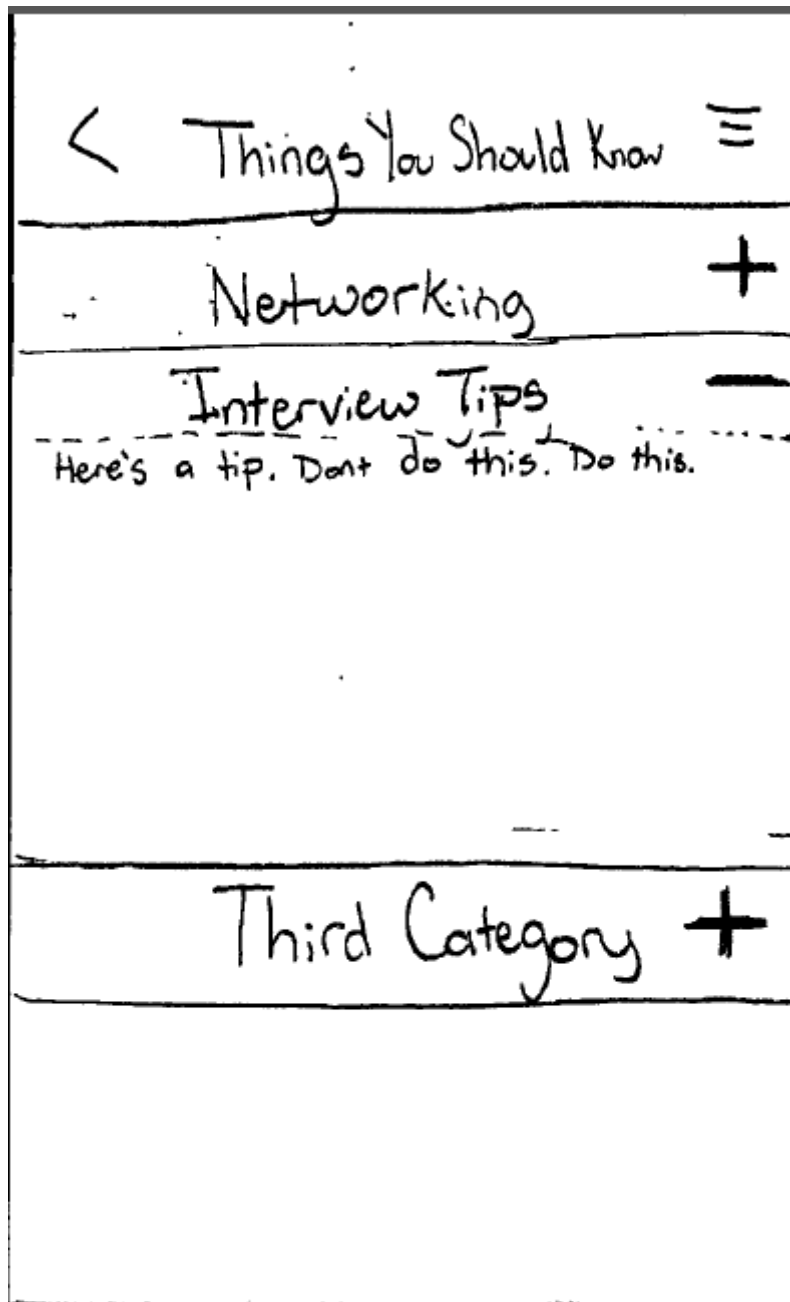 < Things You Should Know
Networking +
Interview Tips -
Here's a tip. Dont do this. Do this.
Third Category +